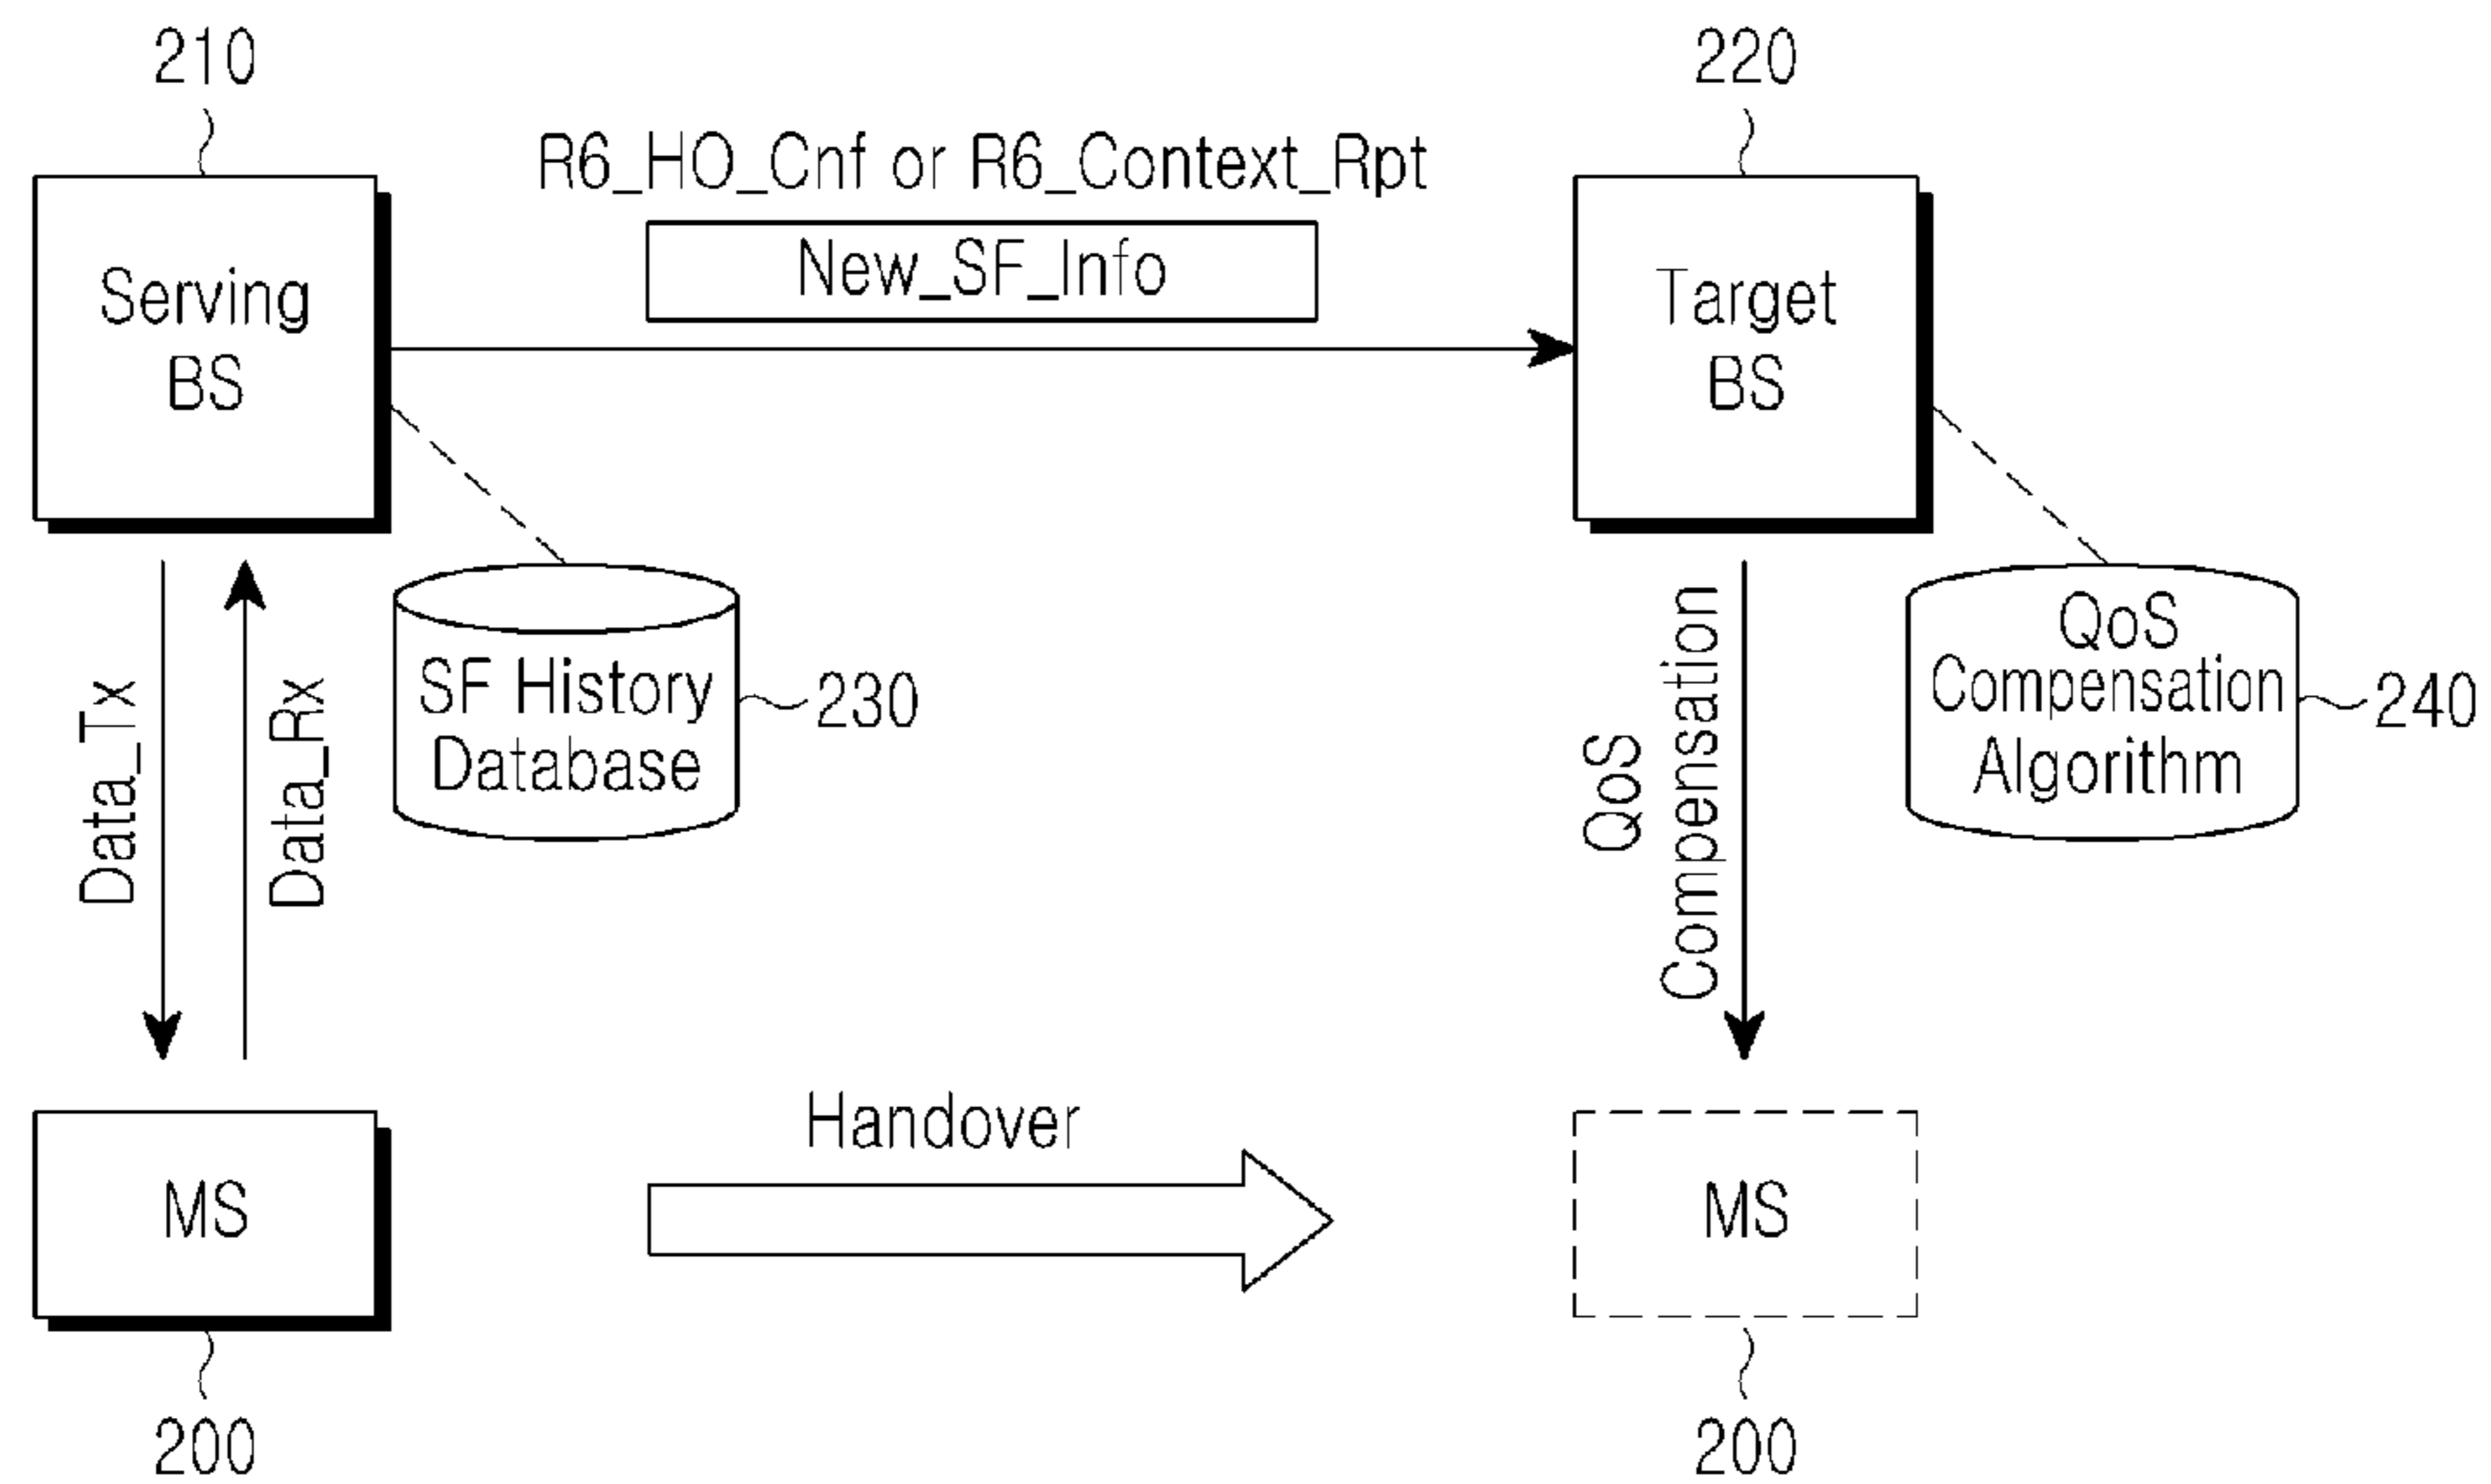 210
220
R6_HO_Cnf or R6_Context_Rpt
New_SF_Info
Serving
BS
Target
BS
Data_Tx
Data_Rx
SF History
Database
230
QoS
Compensation
QoS
Compensation
Algorithm
240
Handover
MS
MS
200
200